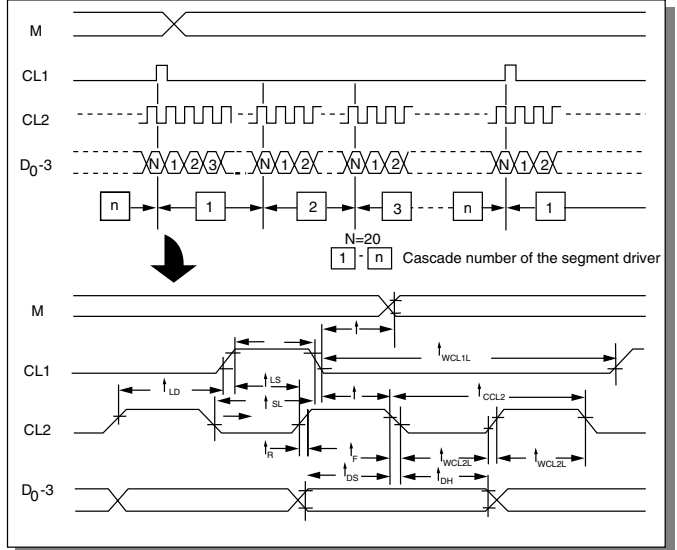 M
CL1
CL2
D0-3
N 1 2 3 N 1 2 N 1 2 N 1 2
n 1 2 3 n 1
N=20
1 - n Cascade number of the segment driver
M
t
CL1
tWCL1L
tLD
tLS
tSL
t
tCCL2
CL2
tR
tF
tWCL2L
tWCL2L
tDS
tDH
D0-3